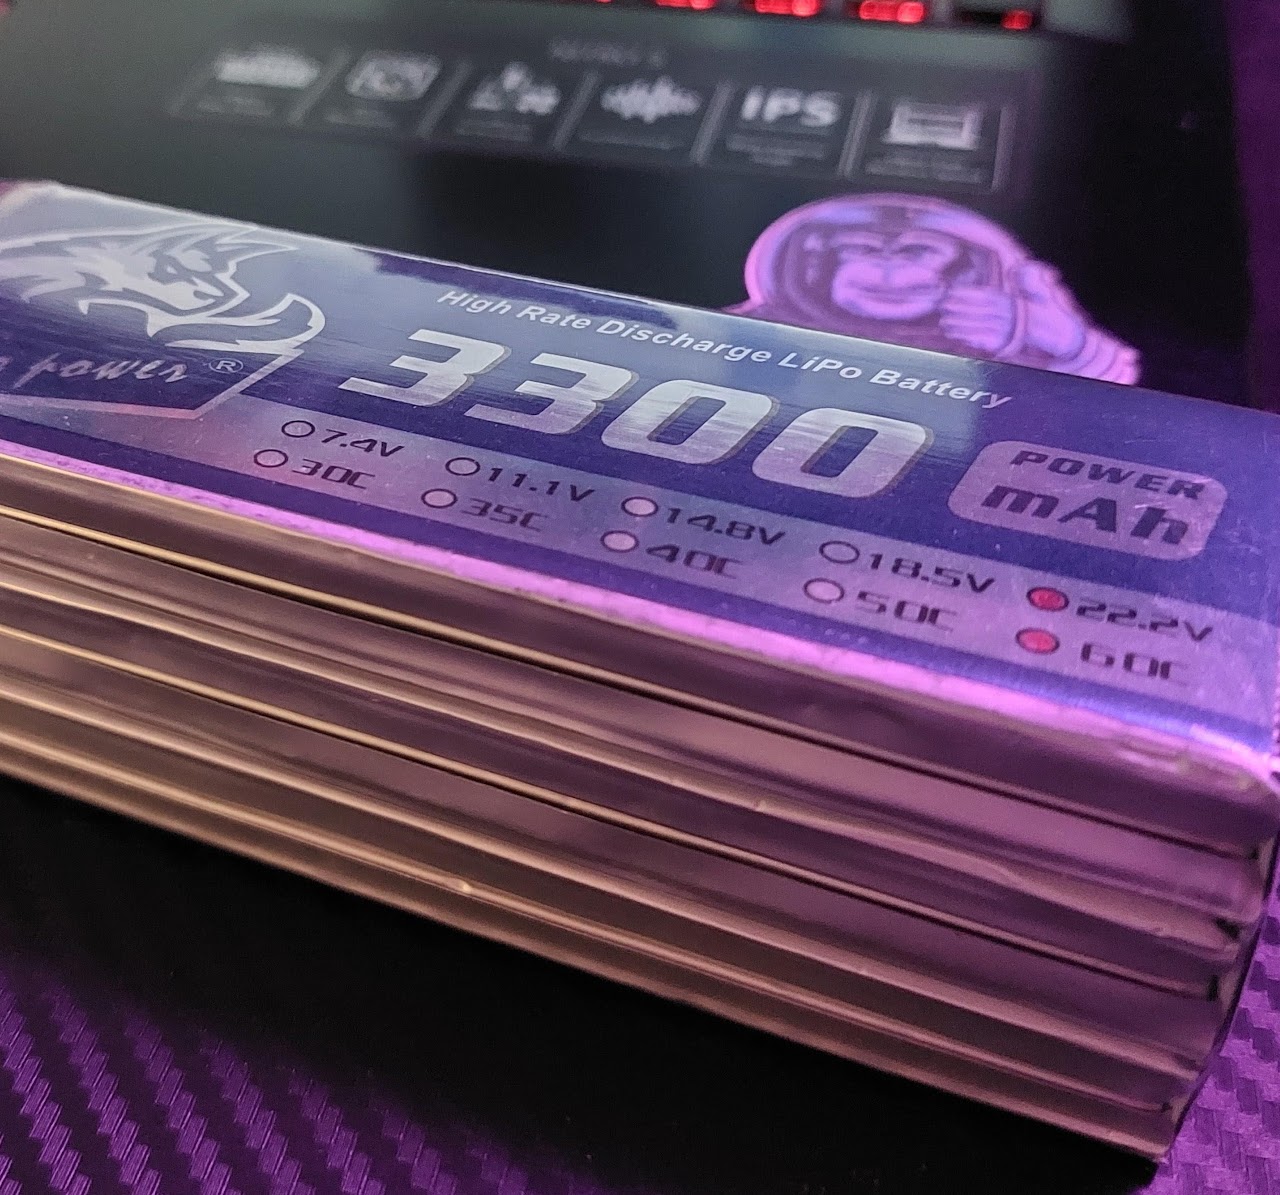 IPS
power ®
High Rate Discharge LiPo Battery
3300
POWER
mAh
7.4V 11.1V 14.8V 18.5V 22.2V
30C 35C 40C 50C 60C